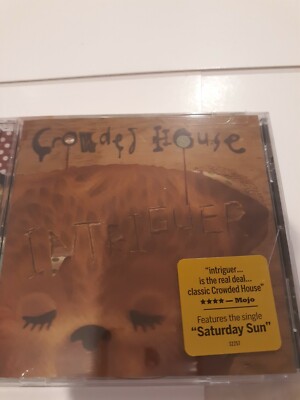 Crowded House
INTRIGUER
"intriguer...
is the real deal...
classic Crowded House"
★★★★ — Mojo
Features the single
"Saturday Sun"